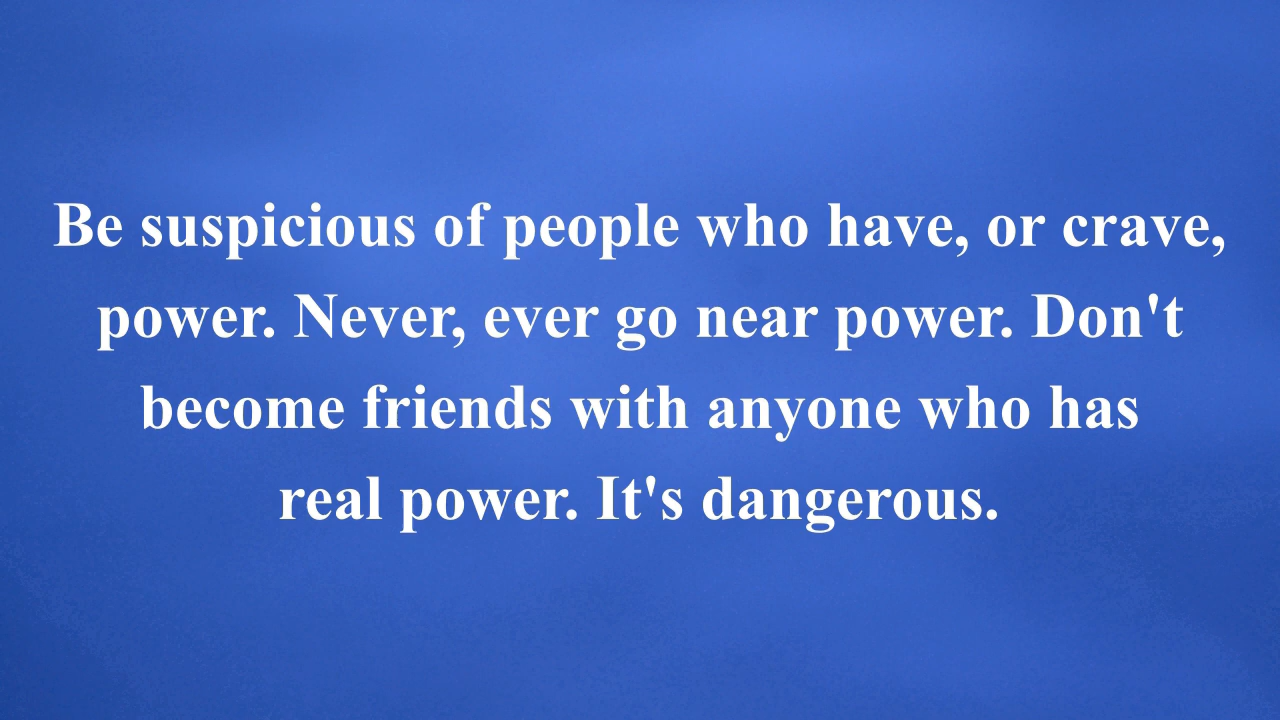 Be suspicious of people who have, or crave,
power. Never, ever go near power. Don't
become friends with anyone who has
real power. It's dangerous.